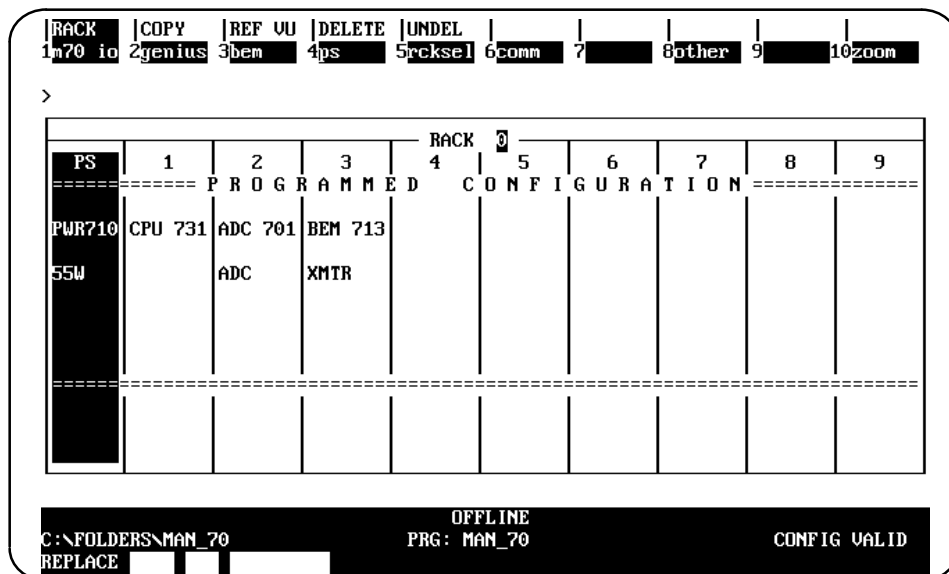 RACK |COPY |REF VU |DELETE |UNDEL | | | | |
1m70 io 2genius 3bem 4ps 5rcksel 6comm 7 8other 9 10zoom
>
RACK 0
PS 1 2 3 4 5 6 7 8 9
====== ====== P R O G R A M M E D C O N F I G U R A T I O N ============
PWR710 CPU 731 ADC 701 BEM 713
55W ADC XMTR
OFFLINE
C:\FOLDERS\MAN_70 PRG: MAN_70 CONFIG VALID
REPLACE